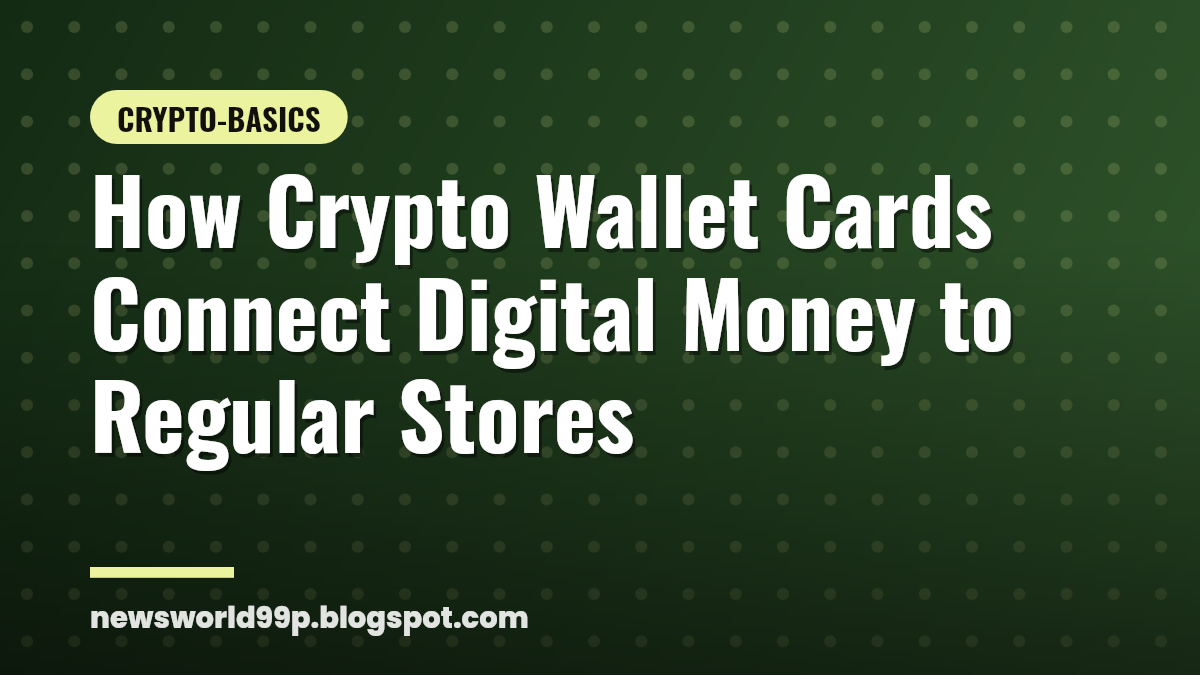 CRYPTO-BASICS
How Crypto Wallet Cards
Connect Digital Money to
Regular Stores
newsworld99p.blogspot.com